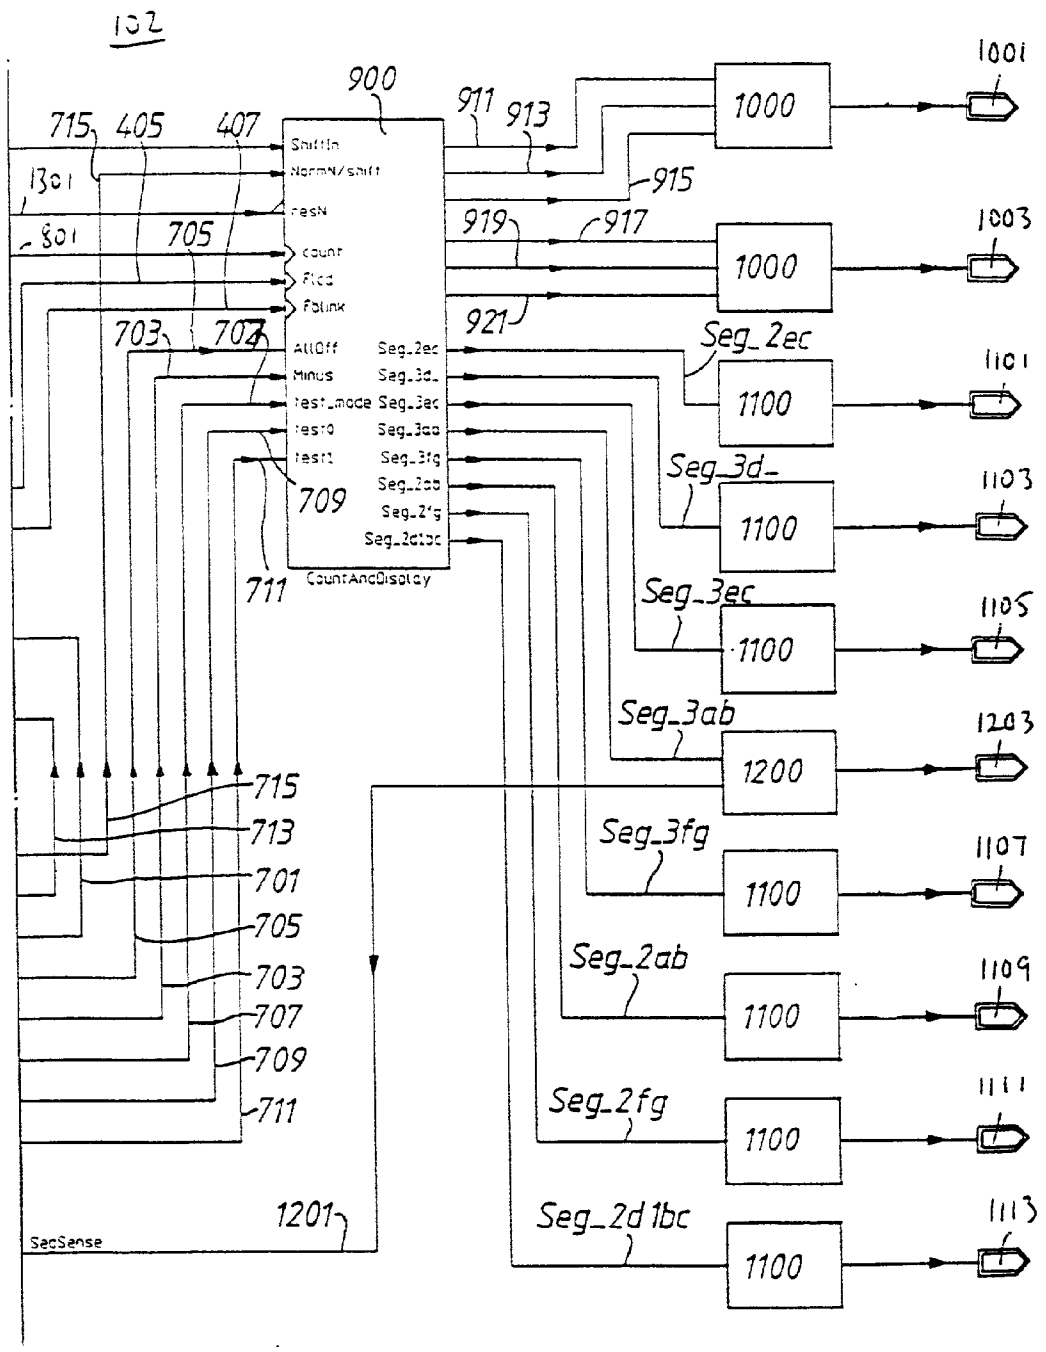 102
1001
900
911
913
715
405
407
1000
ShiftIn
NormN/shift
915
1301
resN
919
917
1003
801
705
count
1000
Flcd
Fblink
921
703
707
AllOff
Seg_2ec
Seg_2ec
1101
Minus
Seg_3d_
test_mode
Seg_3ec
1100
test0
Seg_3ab
test1
Seg_3fg
Seg_3d_
709
Seg_2ab
1103
Seg_2fg
1100
Seg_2d1bc
711
CountAndDisplay
Seg_3ec
1105
1100
Seg_3ab
1203
1200
715
713
Seg_3fg
1107
701
1100
705
Seg_2ab
1109
703
707
1100
709
Seg_2fg
1111
711
1100
1201
Seg_2d1bc
1113
SecSense
1100